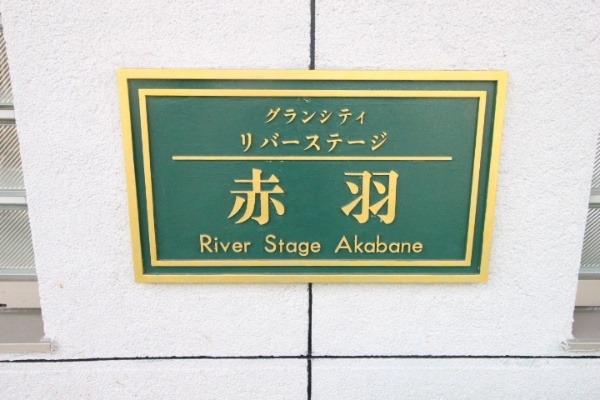 グランシティ
リバーステージ
赤羽
River Stage Akabane